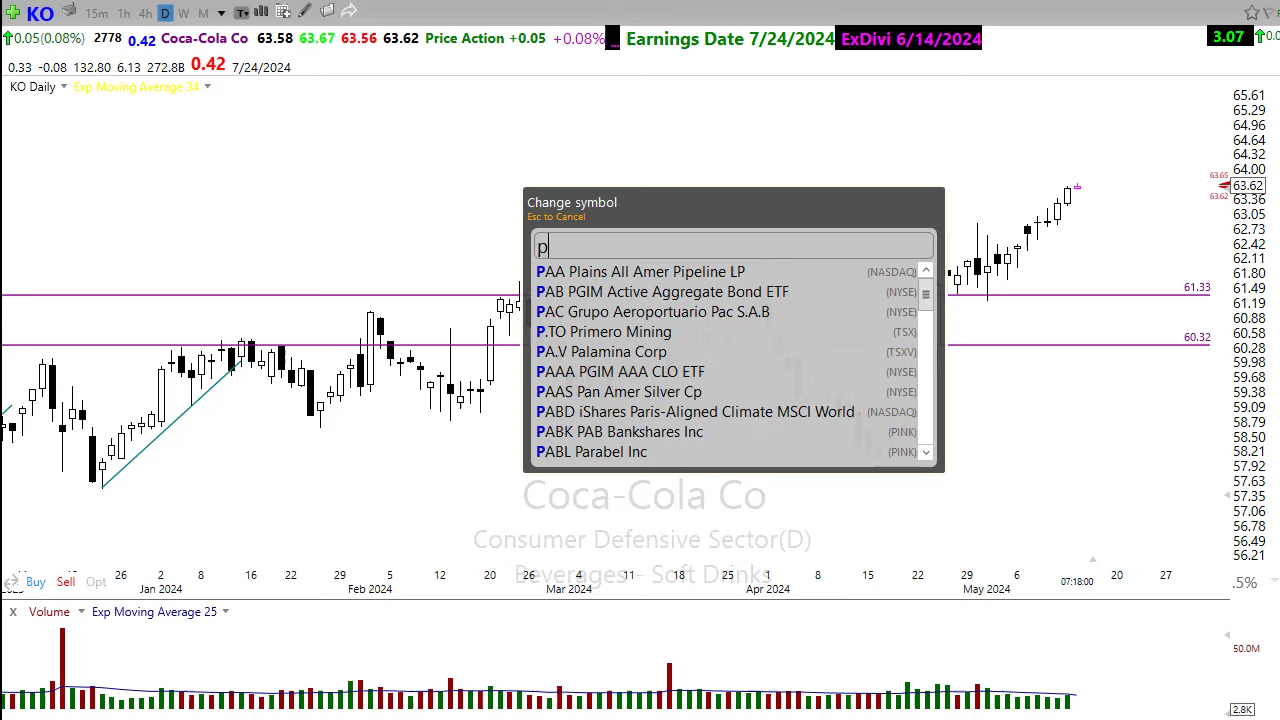 KO 15m 1h 4h D W M T
0.05(0.08%) 2778 0.42 Coca-Cola Co 63.58 63.67 63.56 63.62 Price Action +0.05 +0.08% ... Earnings Date 7/24/2024 ExDivi 6/14/2024 3.07
0.33 -0.08 132.80 6.13 272.8B 0.42 7/24/2024
KO Daily Exp Moving Average 34
Change symbol
Esc to Cancel
p
PAA Plains All Amer Pipeline LP (NASDAQ)
PAB PGIM Active Aggregate Bond ETF (NYSE)
PAC Grupo Aeroportuario Pac S.A.B (NYSE)
P.TO Primero Mining (TSX)
PA.V Palamina Corp (TSXV)
PAAA PGIM AAA CLO ETF (NYSE)
PAAS Pan Amer Silver Cp (NYSE)
PABD iShares Paris-Aligned Climate MSCI World (NASDAQ)
PABK PAB Bankshares Inc (PINK)
PABL Parabel Inc (PINK)
65.61
65.29
64.96
64.64
64.32
64.00
63.65
63.62
63.62
63.36
63.05
62.73
62.42
62.11
61.80
61.49
61.19
60.88
60.58
60.28
59.98
59.68
59.38
59.09
58.79
58.50
58.21
57.92
57.63
57.35
57.06
56.78
56.49
56.21
61.33
60.32
Coca-Cola Co
Consumer Defensive Sector(D)
Beverages - Soft Drinks
Buy Sell Opt
26 2 8 16 22 29 5 12 20 26 4 11 18 25 1 8 15 22 29 6 07:18:00 20 27
Jan 2024 Feb 2024 Mar 2024 Apr 2024 May 2024
.5%
x Volume Exp Moving Average 25
50.0M
2.8K